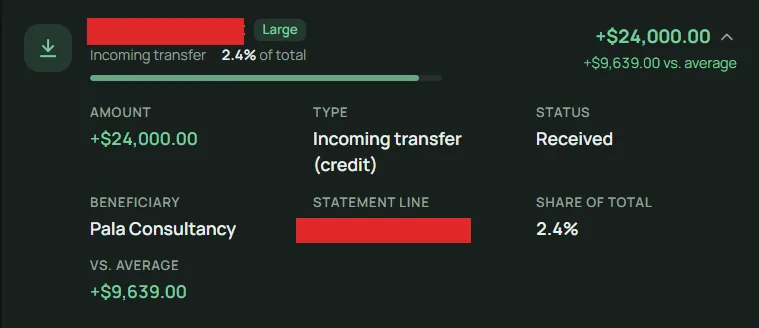 Large
+$24,000.00
Incoming transfer 2.4% of total
+$9,639.00 vs. average
AMOUNT
+$24,000.00
TYPE
Incoming transfer
(credit)
STATUS
Received
BENEFICIARY
Pala Consultancy
STATEMENT LINE
SHARE OF TOTAL
2.4%
VS. AVERAGE
+$9,639.00